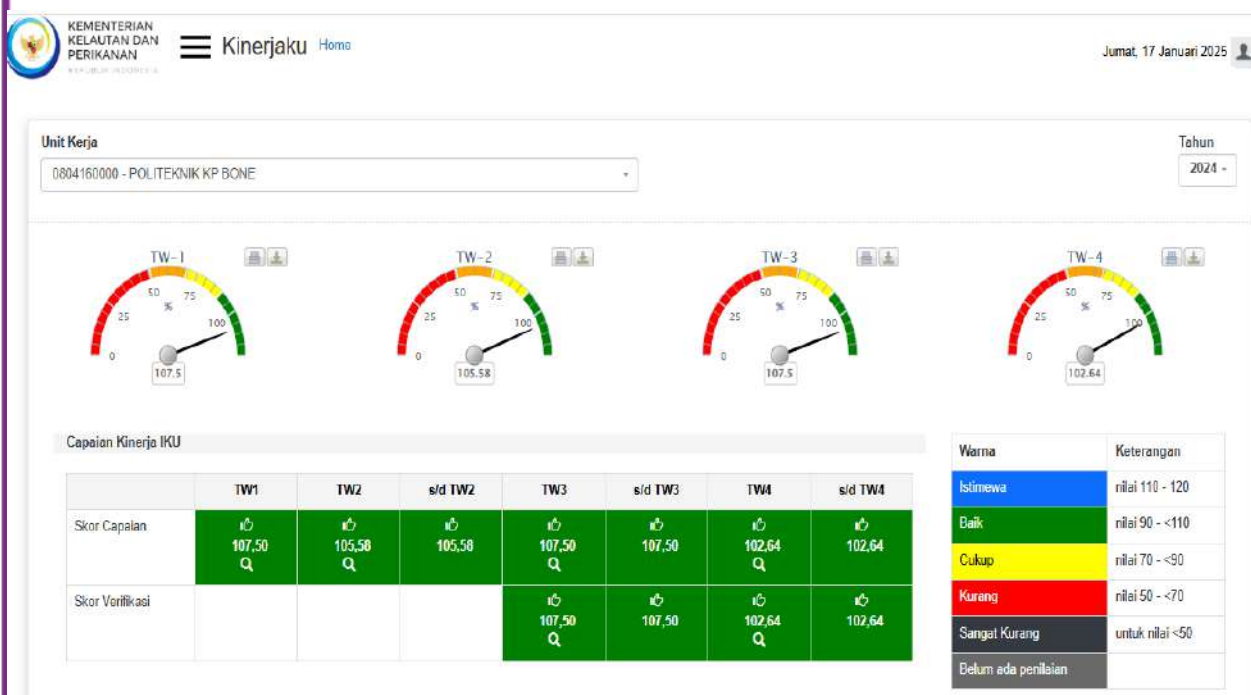 KEMENTERIAN
KELAUTAN DAN
PERIKANAN
REPUBLIK INDONESIA
Kinerjaku Home
Jumat, 17 Januari 2025
Unit Kerja
Tahun
0804160000 - POLITEKNIK KP BONE
2024
TW-1
0 25 50 75 100
%
107.5
TW-2
0 25 50 75 100
%
105.58
TW-3
0 25 50 75 100
%
107.5
TW-4
0 25 50 75 100
%
102.64
Capaian Kinerja IKU
TW1 TW2 s/d TW2 TW3 s/d TW3 TW4 s/d TW4
Skor Capaian 107,50 105,58 105,58 107,50 107,50 102,64 102,64
Skor Verifikasi 107,50 107,50 102,64 102,64
Warna Keterangan
Istimewa nilai 110 - 120
Baik nilai 90 - <110
Cukup nilai 70 - <90
Kurang nilai 50 - <70
Sangat Kurang untuk nilai <50
Belum ada penilaian